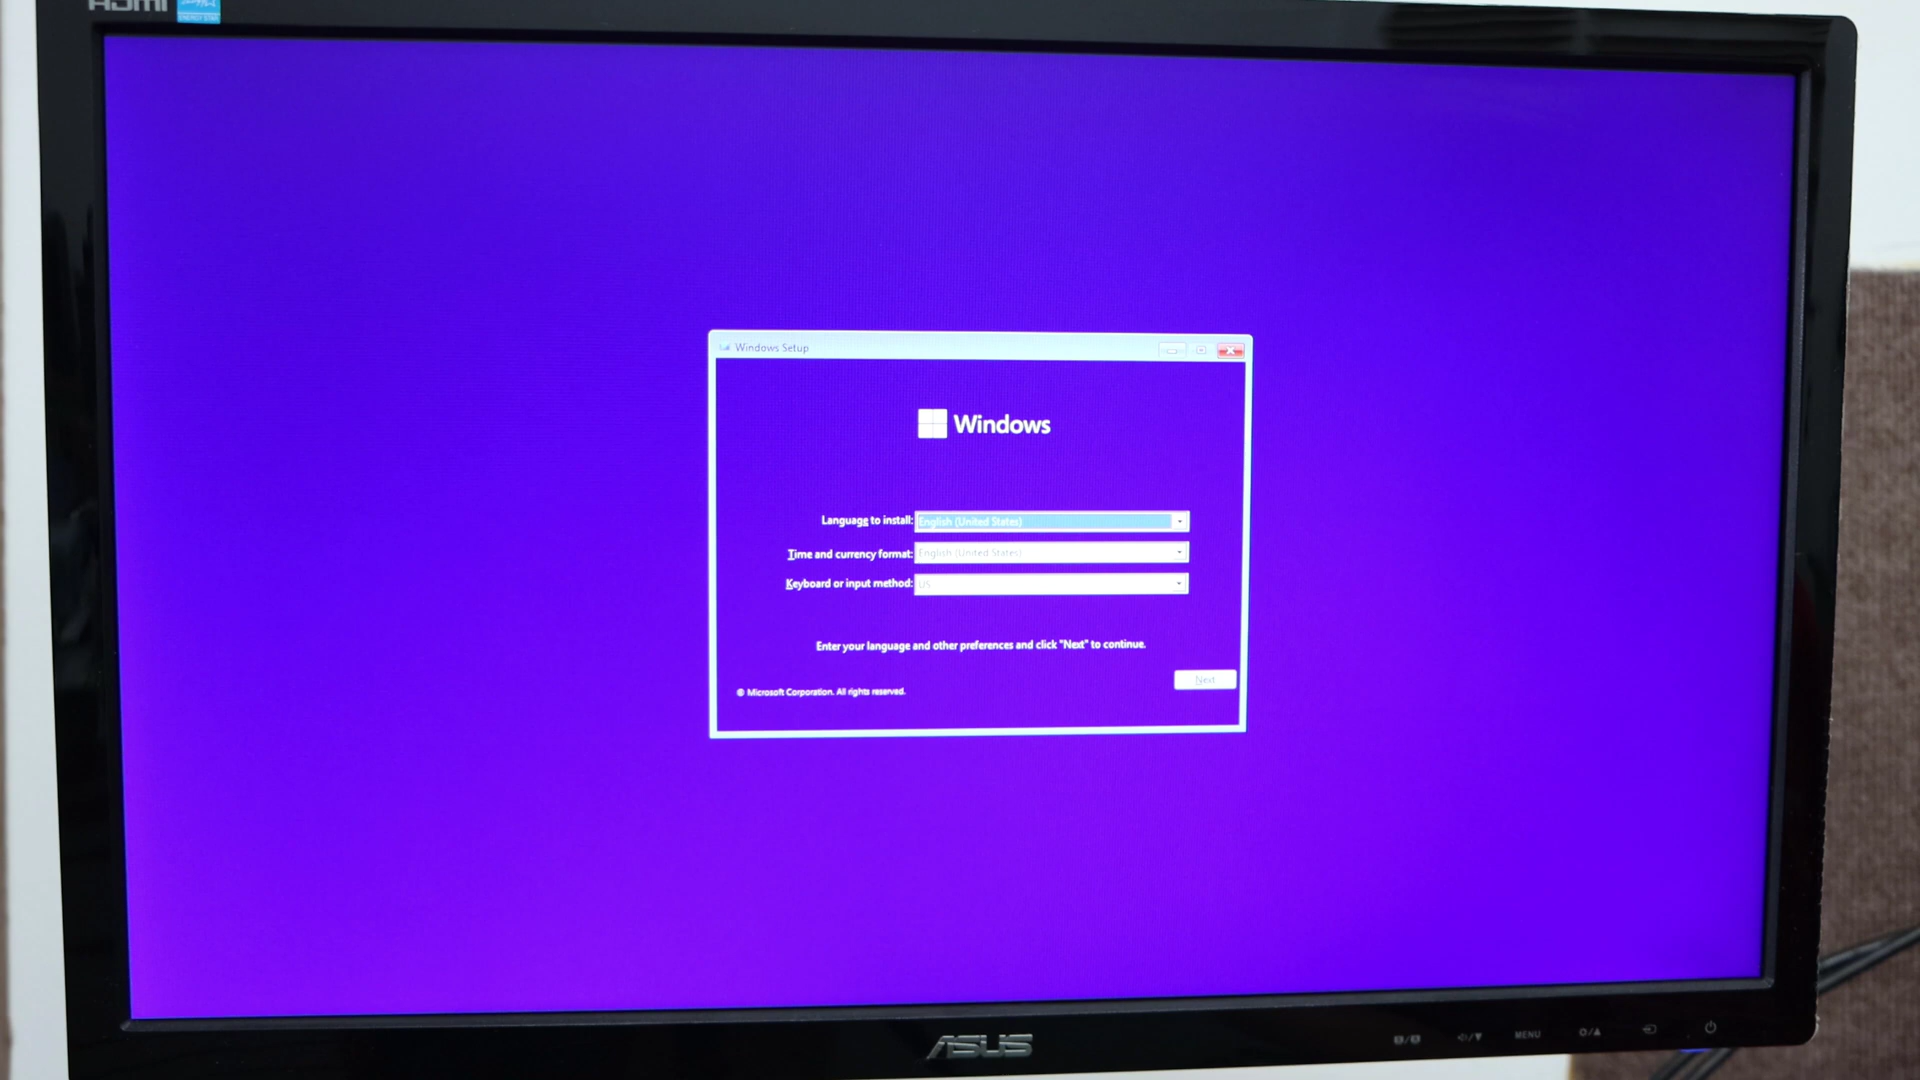 HDMI
ENERGY STAR
Windows Setup
Windows
Language to install: English (United States)
Time and currency format: English (United States)
Keyboard or input method: US
Enter your language and other preferences and click "Next" to continue.
Next
© Microsoft Corporation. All rights reserved.
ASUS
MENU